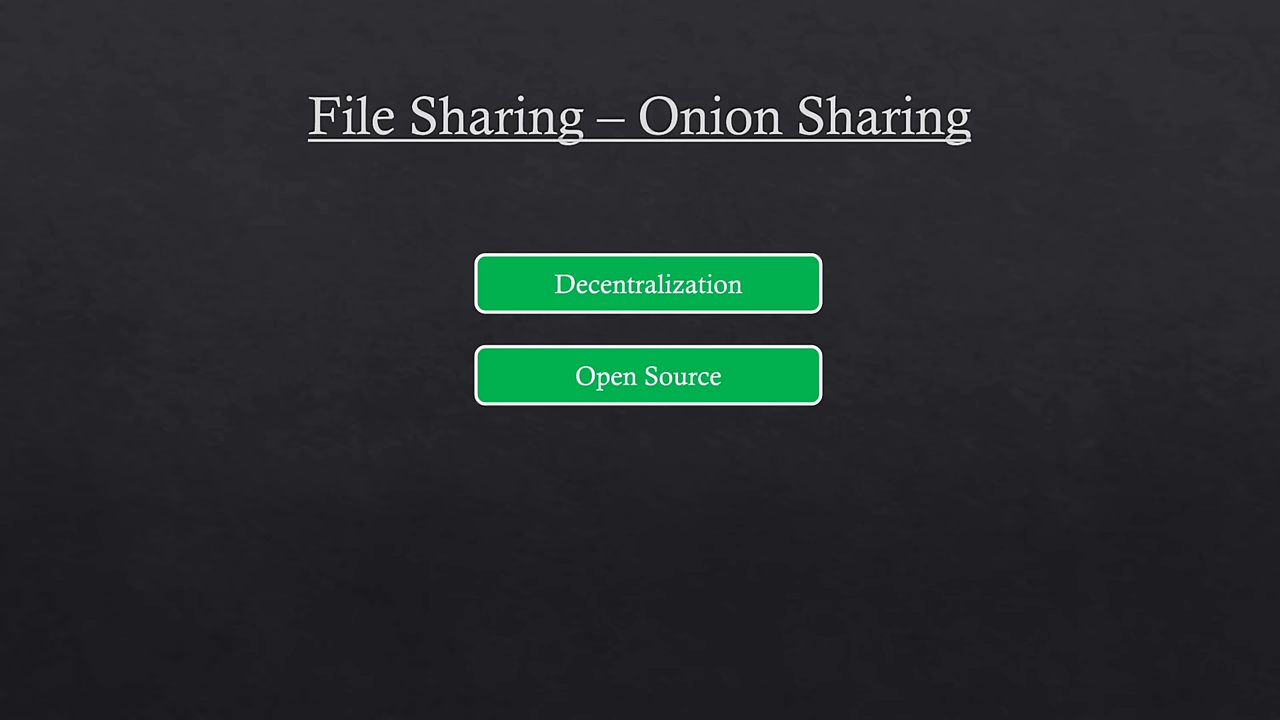 File Sharing – Onion Sharing
Decentralization
Open Source